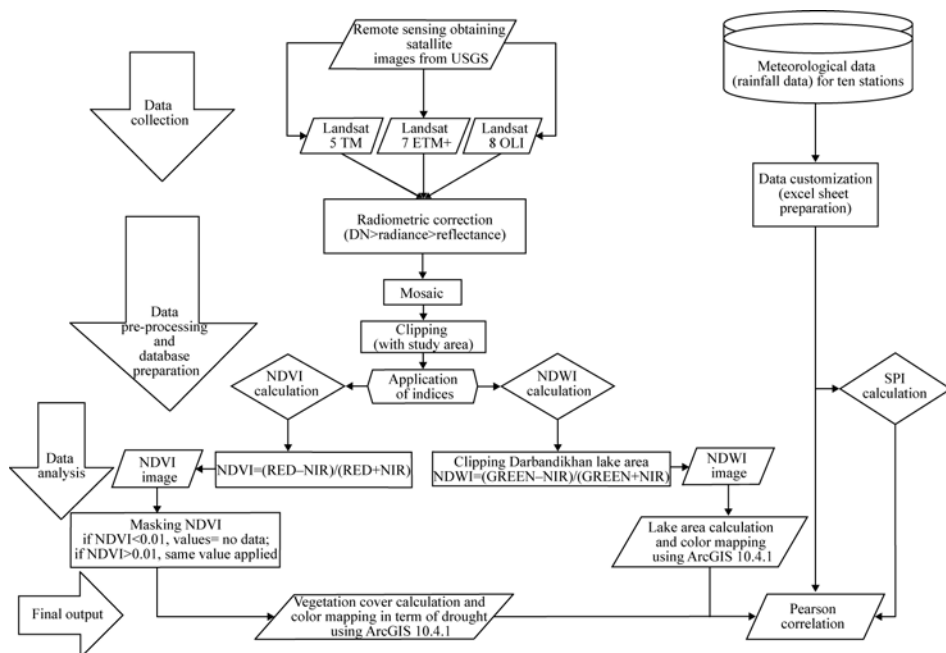 Remote sensing obtaining
satallite
images from USGS
Meteorological data
(rainfall data) for ten stations
Data
collection
Landsat
5 TM
Landsat
7 ETM+
Landsat
8 OLI
Data customization
(excel sheet
preparation)
Radiometric correction
(DN>radiance>reflectance)
Mosaic
Data
pre-processing
and
database
preparation
Clipping
(with study area)
NDVI
calculation
Application
of indices
NDWI
calculation
SPI
calculation
Data
analysis
NDVI
image
NDVI=(RED–NIR)/(RED+NIR)
Clipping Darbandikhan lake area
NDWI=(GREEN–NIR)/(GREEN+NIR)
NDWI
image
Masking NDVI
if NDVI<0.01, values= no data;
if NDVI>0.01, same value applied
Lake area calculation
and color mapping
using ArcGIS 10.4.1
Final output
Vegetation cover calculation and
color mapping in term of drought
using ArcGIS 10.4.1
Pearson
correlation